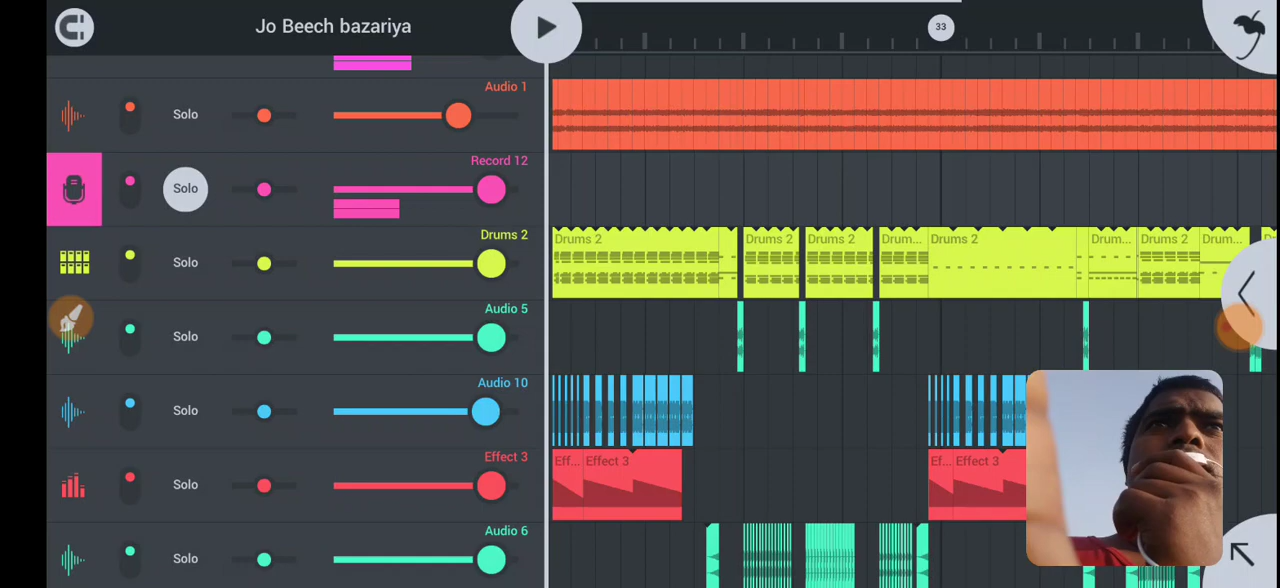 Jo Beech bazariya
33
Audio 1
Solo
Record 12
Solo
Drums 2
Solo
Drums 2
Drums 2
Drums 2
Drum...
Drums 2
Drum...
Drums 2
Drum...
Audio 5
Solo
Audio 10
Solo
Effect 3
Solo
Eff...
Effect 3
Ef...
Effect 3
Audio 6
Solo